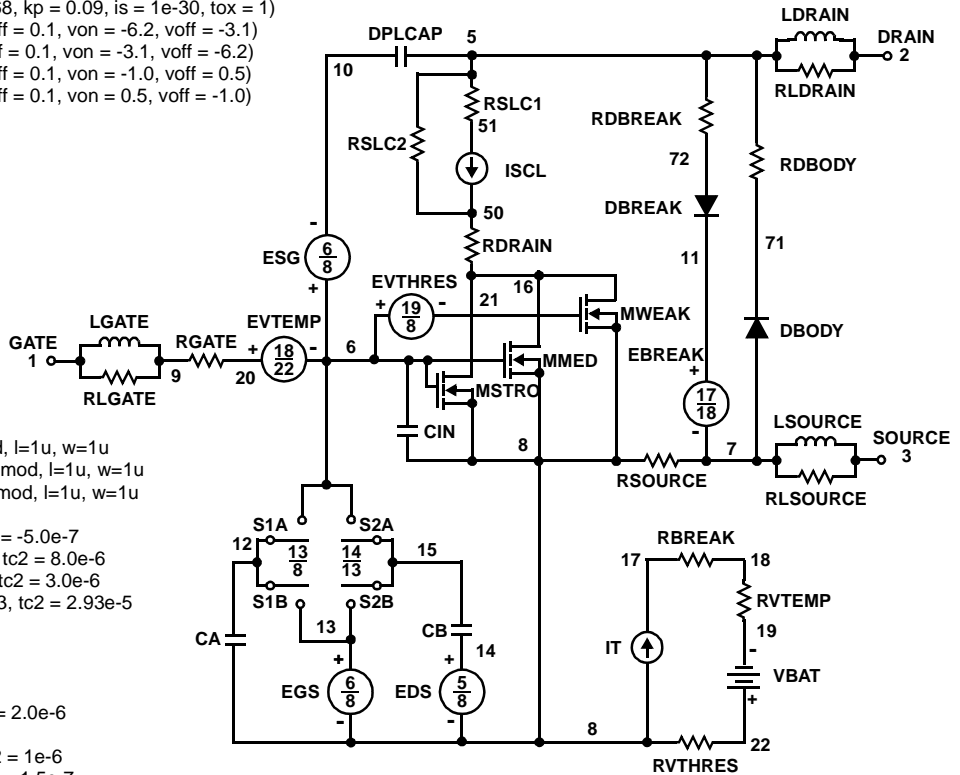 68, kp = 0.09, is = 1e-30, tox = 1)
ff = 0.1, von = -6.2, voff = -3.1)
f = 0.1, von = -3.1, voff = -6.2)
ff = 0.1, von = -1.0, voff = 0.5)
ff = 0.1, von = 0.5, voff = -1.0)
LDRAIN
DPLCAP 5
DRAIN
2
10
RLDRAIN
RSLC1
51
RDBREAK
RSLC2
72
RDBODY
ISCL
DBREAK
50
-
RDRAIN
71
ESG 6/8
11
EVTHRES
16
+
+ 19/8 -
21
MWEAK
LGATE
EVTEMP
DBODY
GATE
1
RGATE
+ 18/22 -
6
EBREAK
MMED
+
9
20
17/18
RLGATE
MSTRO
LSOURCE
-
CIN
SOURCE
3
8
7
RSOURCE
RLSOURCE
d, l=1u, w=1u
mod, l=1u, w=1u
mod, l=1u, w=1u
= -5.0e-7
tc2 = 8.0e-6
tc2 = 3.0e-6
3, tc2 = 2.93e-5
S1A
S2A
RBREAK
12
13/8
14/13
15
17
18
S1B
S2B
RVTEMP
13
CB
19
CA
IT
-
14
+
+
VBAT
EGS 6/8
EDS 5/8
+
-
-
= 2.0e-6
8
22
2 = 1e-6
RVTHRES